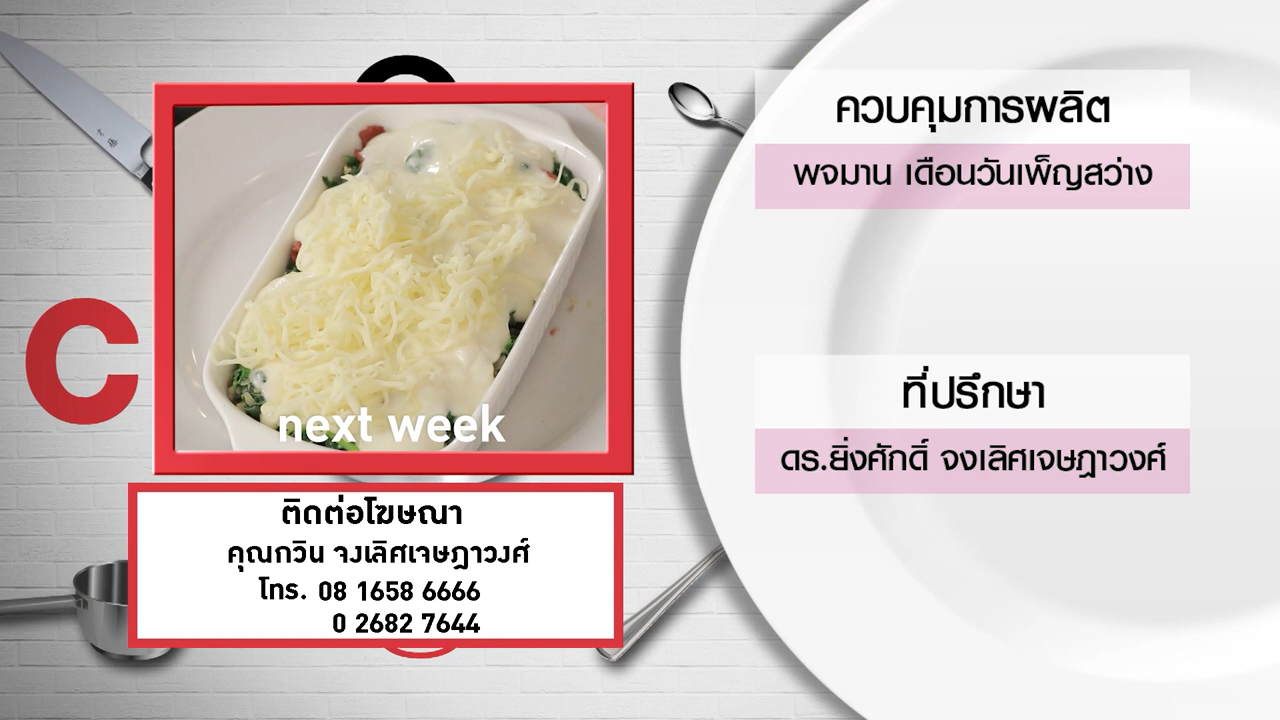 C
next week
ติดต่อโฆษณา
คุณกวิน จงเลิศเจษฎาวงศ์
โทร. 08 1658 6666
0 2682 7644
ควบคุมการผลิต
พจมาน เดือนวันเพ็ญสว่าง
ที่ปรึกษา
ดร.ยิ่งศักดิ์ จงเลิศเจษฎาวงศ์